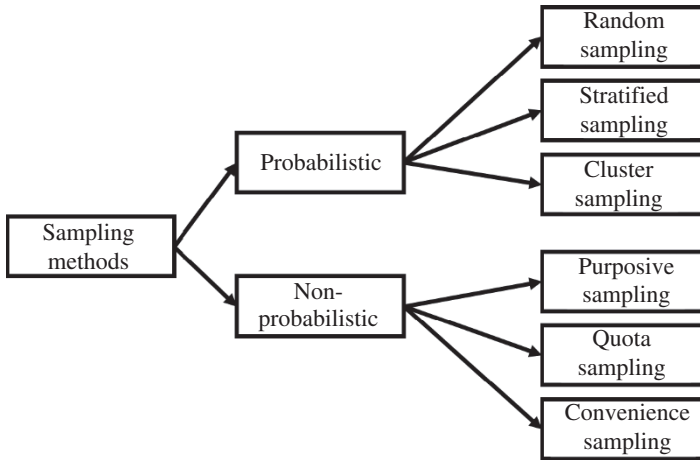 Random
sampling
Stratified
sampling
Probabilistic
Cluster
sampling
Sampling
methods
Non-
probabilistic
Purposive
sampling
Quota
sampling
Convenience
sampling